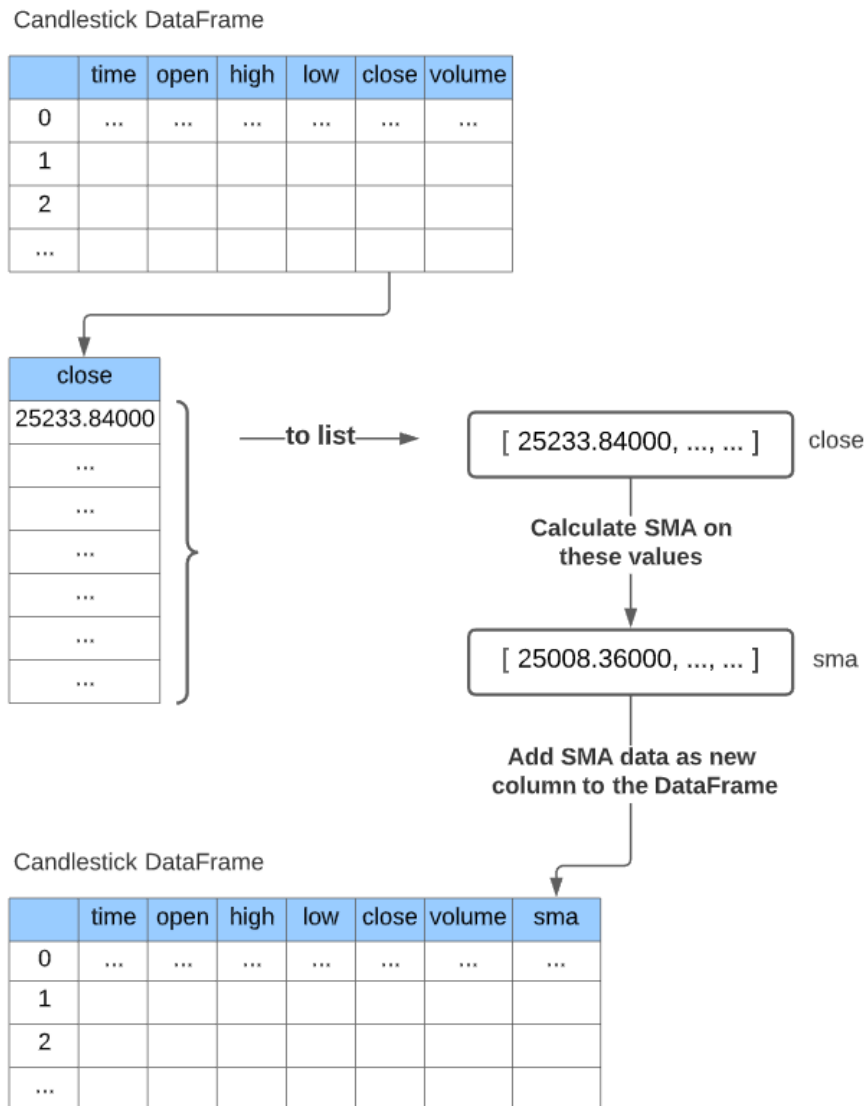 Candlestick DataFrame
time open high low close volume
0 ... ... ... ... ... ...
1
2
...
close
25233.84000
...
...
...
...
...
...
to list
[ 25233.84000, ..., ... ] close
Calculate SMA on
these values
[ 25008.36000, ..., ... ] sma
Add SMA data as new
column to the DataFrame
Candlestick DataFrame
time open high low close volume sma
0 ... ... ... ... ... ... ...
1
2
...